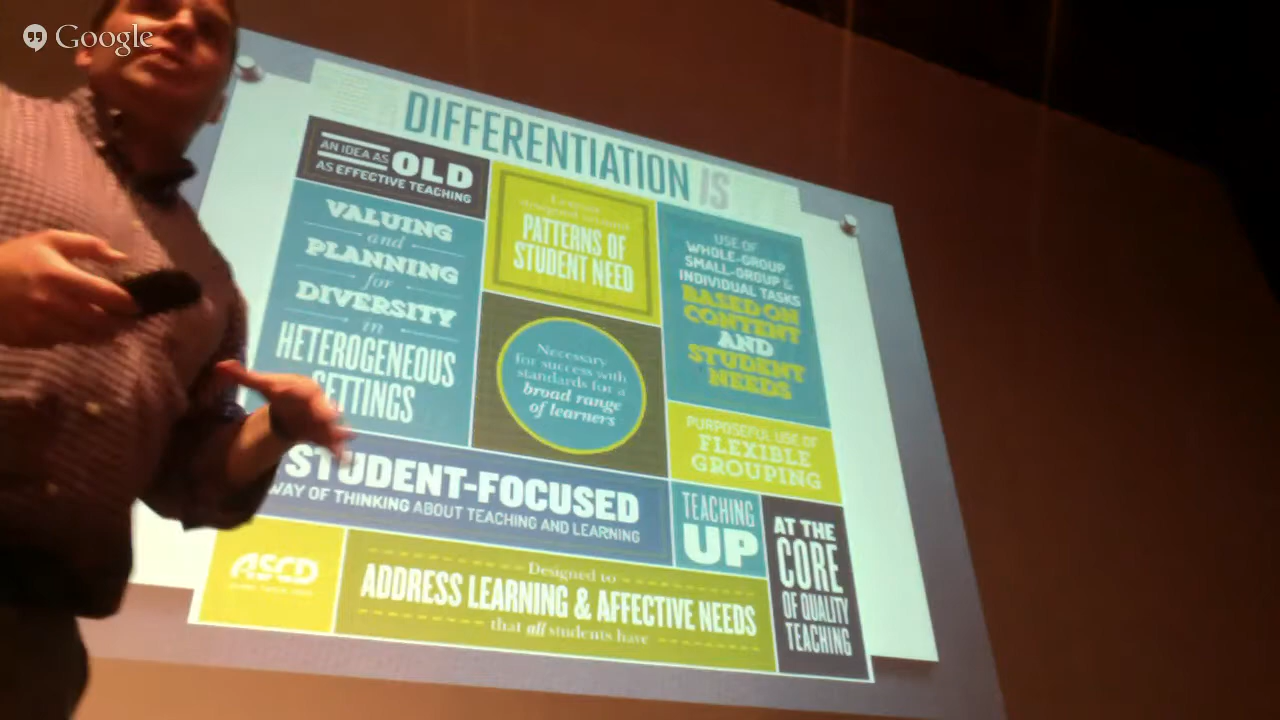 Google
DIFFERENTIATION IS
AN IDEA AS OLD
AS EFFECTIVE TEACHING
VALUING
and
PLANNING
for
DIVERSITY
in
HETEROGENEOUS
SETTINGS
PATTERNS OF
STUDENT NEED
Necessary
for success with
standards for a
broad range
of learners
USE OF
WHOLE-GROUP,
SMALL-GROUP &
INDIVIDUAL TASKS
BASED ON
CONTENT
AND
STUDENT
NEEDS
PURPOSEFUL USE OF
FLEXIBLE
GROUPING
STUDENT-FOCUSED
WAY OF THINKING ABOUT TEACHING AND LEARNING
TEACHING
UP
AT THE
CORE
OF QUALITY
TEACHING
ASCD
Designed to
ADDRESS LEARNING & AFFECTIVE NEEDS
that all students have